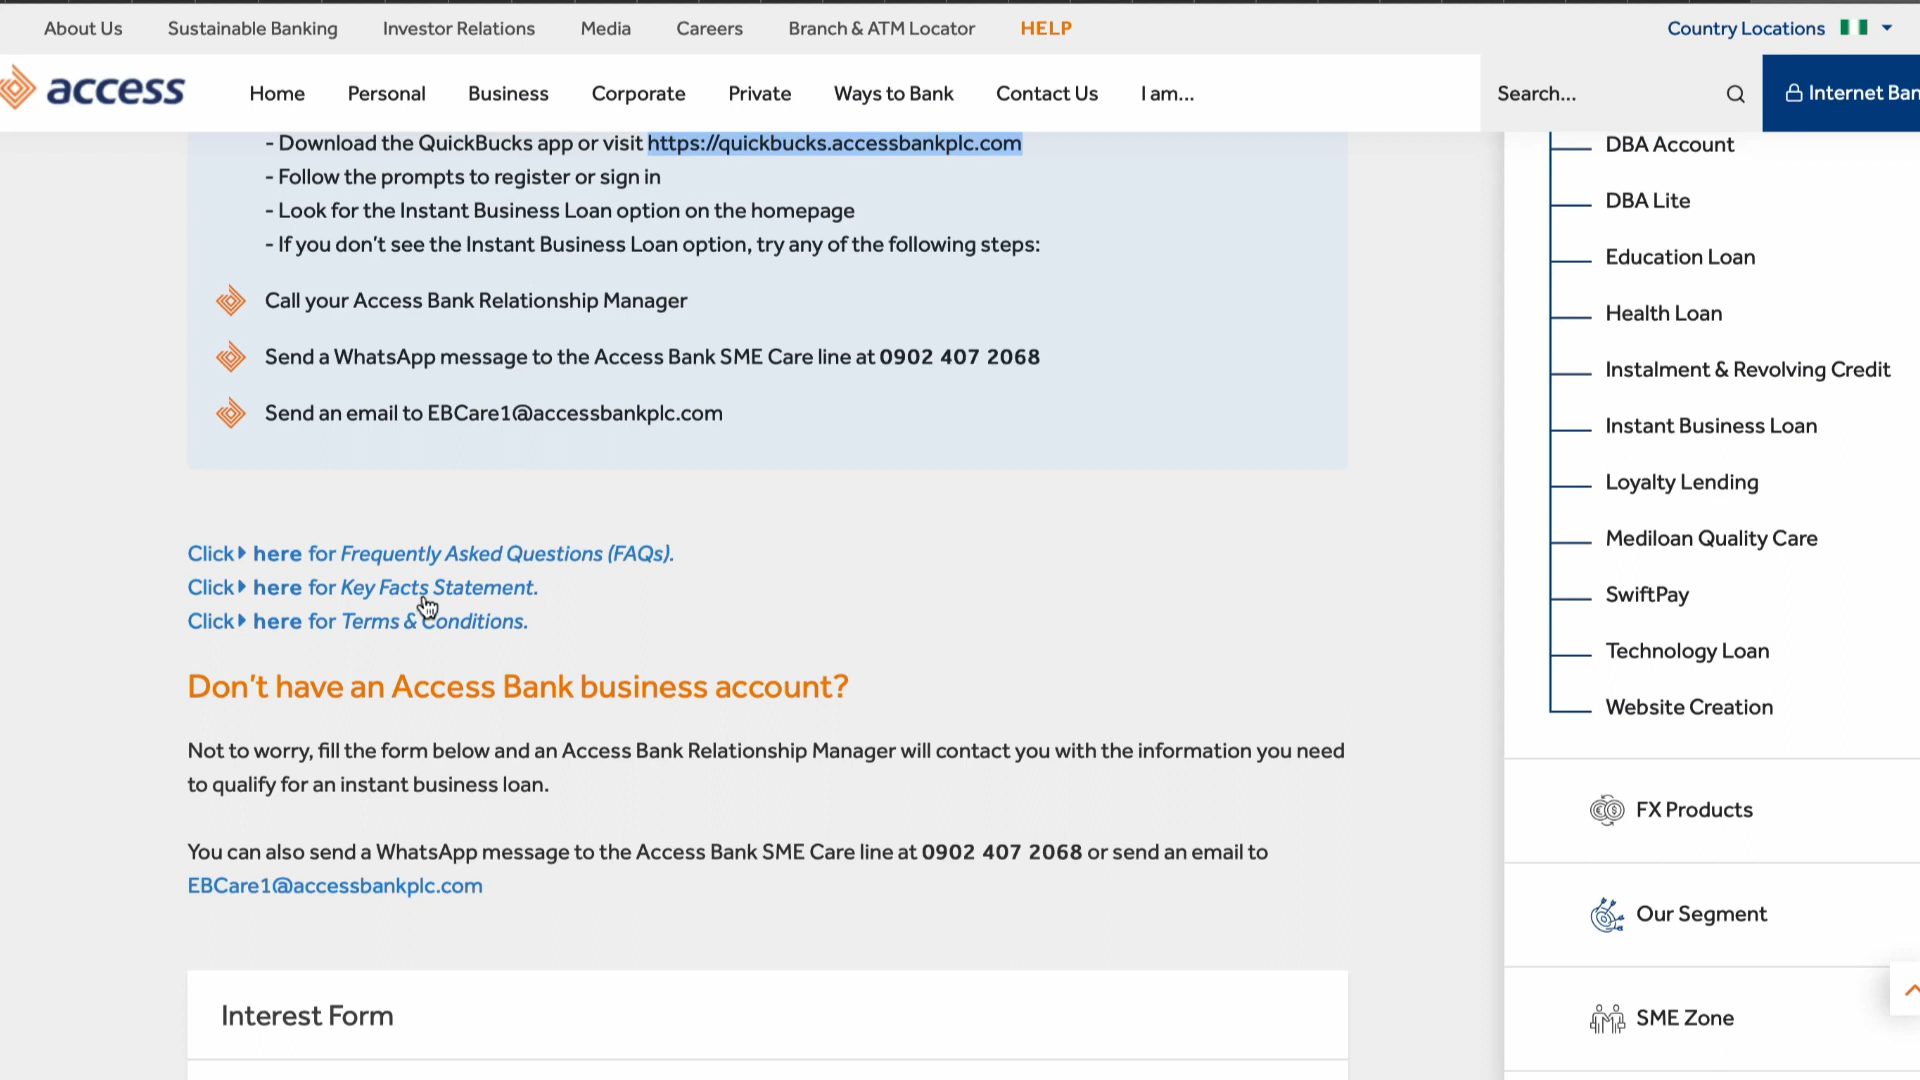 About Us Sustainable Banking Investor Relations Media Careers Branch & ATM Locator HELP Country Locations
access Home Personal Business Corporate Private Ways to Bank Contact Us I am... Search... Internet Ban
- Download the QuickBucks app or visit https://quickbucks.accessbankplc.com
- Follow the prompts to register or sign in
- Look for the Instant Business Loan option on the homepage
- If you don't see the Instant Business Loan option, try any of the following steps:
Call your Access Bank Relationship Manager
Send a WhatsApp message to the Access Bank SME Care line at 0902 407 2068
Send an email to EBCare1@accessbankplc.com
Click here for Frequently Asked Questions (FAQs).
Click here for Key Facts Statement.
Click here for Terms & Conditions.
Don't have an Access Bank business account?
Not to worry, fill the form below and an Access Bank Relationship Manager will contact you with the information you need
to qualify for an instant business loan.
You can also send a WhatsApp message to the Access Bank SME Care line at 0902 407 2068 or send an email to
EBCare1@accessbankplc.com
Interest Form
DBA Account
DBA Lite
Education Loan
Health Loan
Instalment & Revolving Credit
Instant Business Loan
Loyalty Lending
Mediloan Quality Care
SwiftPay
Technology Loan
Website Creation
FX Products
Our Segment
SME Zone